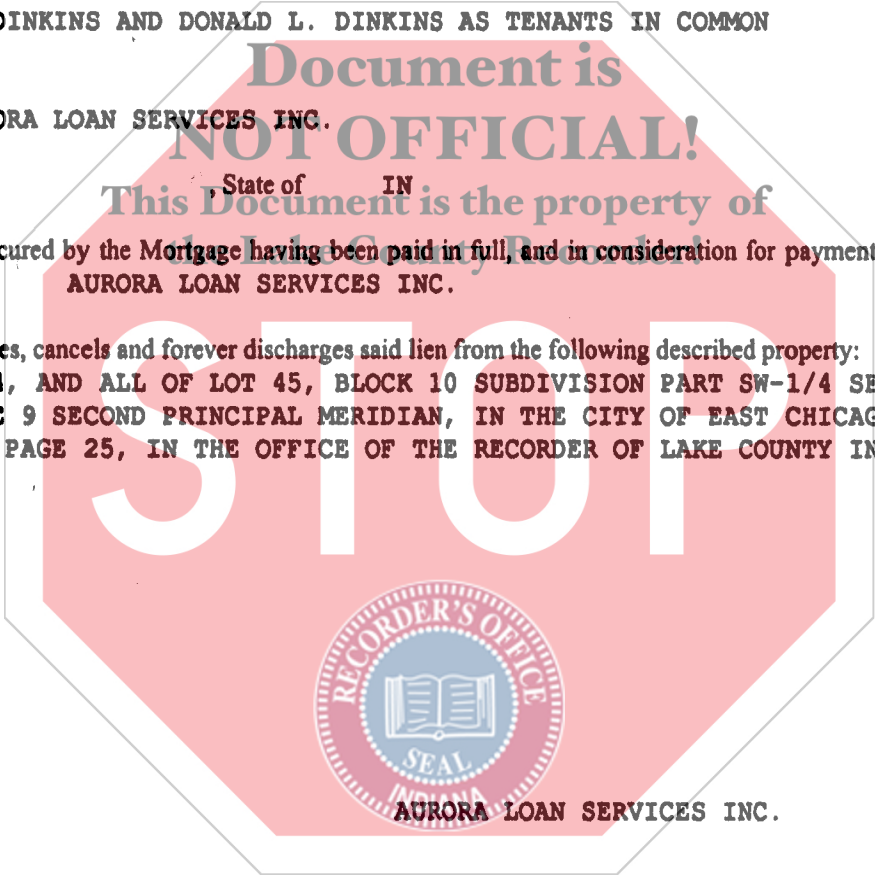 DINKINS AND DONALD L. DINKINS AS TENANTS IN COMMON
Document is
ORA LOAN SERVICES INC.
NOT OFFICIAL!
, State of IN
This Document is the property of
the Lake County Recorder!
cured by the Mortgage having been paid in full, and in consideration for payment
AURORA LOAN SERVICES INC.
es, cancels and forever discharges said lien from the following described property:
, AND ALL OF LOT 45, BLOCK 10 SUBDIVISION PART SW-1/4 SE
9 SECOND PRINCIPAL MERIDIAN, IN THE CITY OF EAST CHICAG
PAGE 25, IN THE OFFICE OF THE RECORDER OF LAKE COUNTY IN
STOP
RECORDER'S OFFICE
SEAL
INDIANA
AURORA LOAN SERVICES INC.